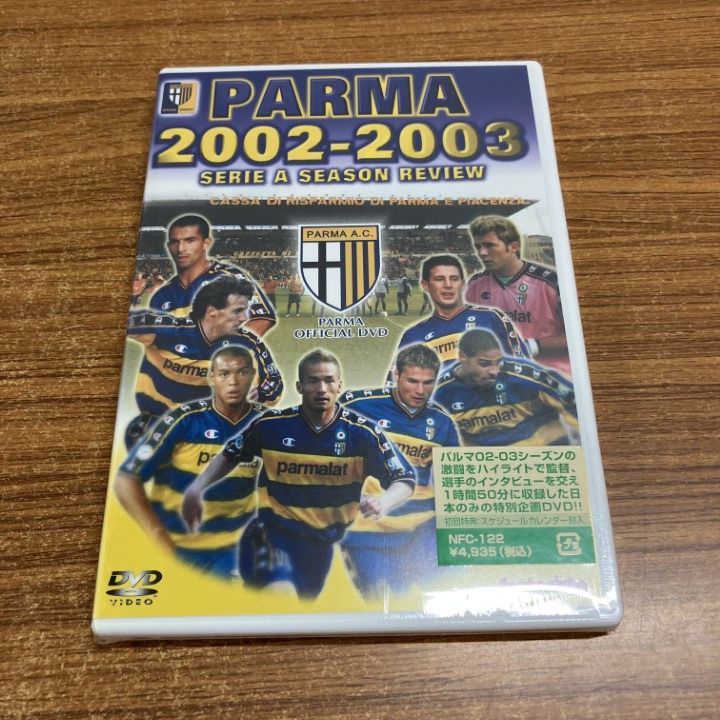 PARMA
2002-2003
SERIE A SEASON REVIEW
CASSA DI RISPARMIO DI PARMA E PIACENZA
GAZZETTA DI
PARMA A.C.
PARMA
OFFICIAL DVD
Champion
parmalat
parmalat
parmalat
parmalat
parmalat
パルマ02-03シーズンの
激闘をハイライトで監督、
選手のインタビューを交え
1時間50分に収録した日
本のみの特別企画DVD!!
初回特典:スケジュールカレンダー封入
NFC-122
¥4,935(税込)
DVD
VIDEO